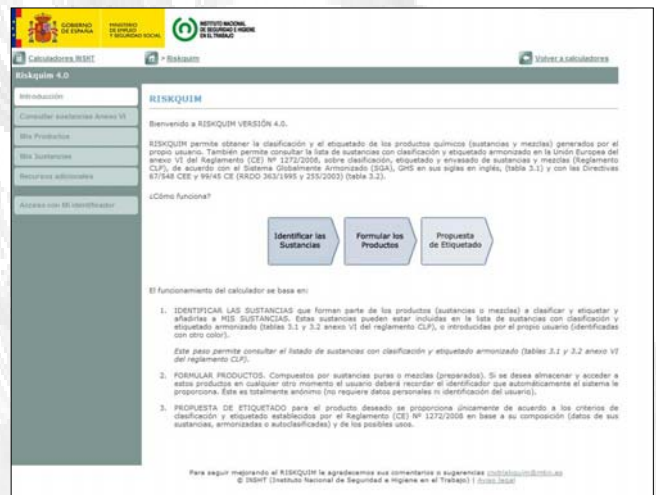 GOBIERNO DE ESPAÑA
MINISTERIO DE EMPLEO Y SEGURIDAD SOCIAL
INSTITUTO NACIONAL DE SEGURIDAD E HIGIENE EN EL TRABAJO
Calculadores INSHT
> Riskquim
Volver a calculadores
Riskquim 4.0
Introducción
Consultar sustancias Anexo VI
Mis Productos
Mis Sustancias
Recursos adicionales
Acceso con Mi identificador
RISKQUIM
Bienvenido a RISKQUIM VERSIÓN 4.0.
RISKQUIM permite obtener la clasificación y el etiquetado de los productos químicos (sustancias y mezclas) generados por el
propio usuario. También permite consultar la lista de sustancias con clasificación y etiquetado armonizado en la Unión Europea del
anexo VI del Reglamento (CE) Nº 1272/2008, sobre clasificación, etiquetado y envasado de sustancias y mezclas (Reglamento
CLP), de acuerdo con el Sistema Globalmente Armonizado (SGA), GHS en sus siglas en inglés, (tabla 3.1) y con las Directivas
67/548 CEE y 99/45 CE (RRDD 363/1995 y 255/2003) (tabla 3.2).
¿Cómo funciona?
Identificar las Sustancias
Formular los Productos
Propuesta de Etiquetado
El funcionamiento del calculador se basa en:
1. IDENTIFICAR LAS SUSTANCIAS que forman parte de los productos (sustancias o mezclas) a clasificar y etiquetar y
añadirlas a MIS SUSTANCIAS. Estas sustancias pueden estar incluidas en la lista de sustancias con clasificación y
etiquetado armonizado (tablas 3.1 y 3.2 anexo VI del reglamento CLP), o introducidas por el propio usuario (identificadas
con otro color).
Este paso permite consultar el listado de sustancias con clasificación y etiquetado armonizado (tablas 3.1 y 3.2 anexo VI
del reglamento CLP).
2. FORMULAR PRODUCTOS. Compuestos por sustancias puras o mezclas (preparados). Si se desea almacenar y acceder a
estos productos en cualquier otro momento el usuario deberá recordar el identificador que automáticamente el sistema le
proporciona. Éste es totalmente anónimo (no requiere datos personales ni identificación del usuario).
3. PROPUESTA DE ETIQUETADO para el producto deseado se proporciona únicamente de acuerdo a los criterios de
clasificación y etiquetado establecidos por el Reglamento (CE) Nº 1272/2008 en base a su composición (datos de sus
sustancias, armonizadas o autoclasificadas) y de los posibles usos.
Para seguir mejorando el RISKQUIM le agradecemos sus comentarios o sugerencias
© INSHT (Instituto Nacional de Seguridad e Higiene en el Trabajo) | Aviso legal